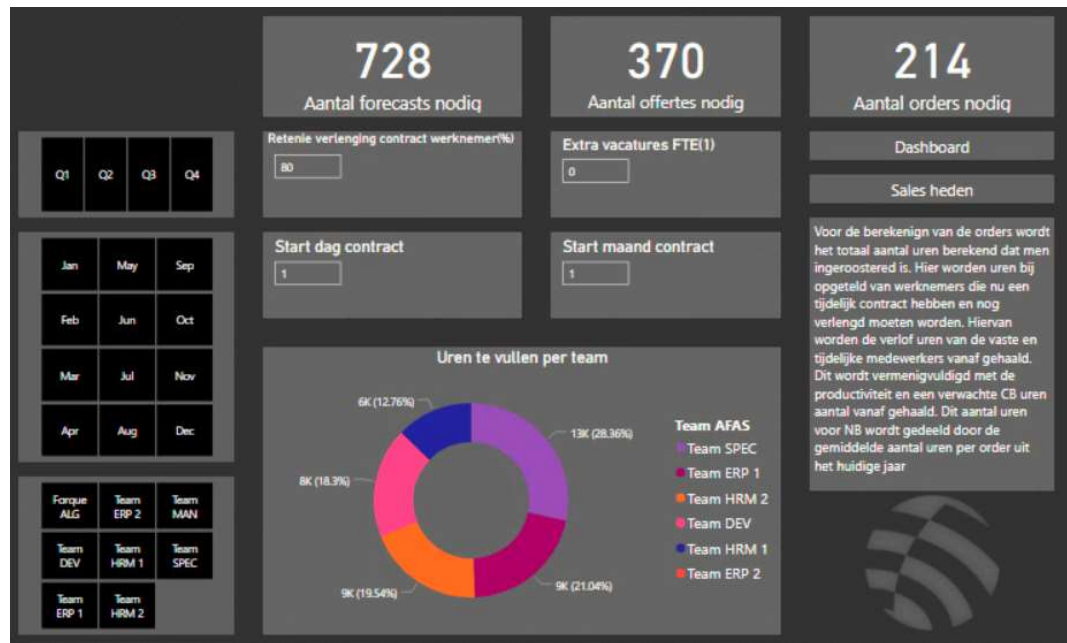 728
Aantal forecasts nodig
370
Aantal offertes nodig
214
Aantal orders nodig
Q1 Q2 Q3 Q4
Retenie verlenging contract werknemer(%)
80
Extra vacatures FTE(1)
0
Dashboard
Sales heden
Jan May Sep
Feb Jun Oct
Mar Jul Nov
Apr Aug Dec
Start dag contract
1
Start maand contract
1
Voor de berekenign van de orders wordt
het totaal aantal uren berekend dat men
ingeroostered is. Hier worden uren bij
opgeteld van werknemers die nu een
tijdelijk contract hebben en nog
verlengd moeten worden. Hiervan
worden de verlof uren van de vaste en
tijdelijke medewerkers vanaf gehaald.
Dit wordt vermenigvuldigd met de
productiviteit en een verwachte CB uren
aantal vanaf gehaald. Dit aantal uren
voor NB wordt gedeeld door de
gemiddelde aantal uren per order uit
het huidige jaar
Uren te vullen per team
6K (12.76%)
13K (28.36%)
8K (18.3%)
9K (19.54%)
9K (21.04%)
Team AFAS
Team SPEC
Team ERP 1
Team HRM 2
Team DEV
Team HRM 1
Team ERP 2
Farque
ALG
Team
ERP 2
Team
MAN
Team
DEV
Team
HRM 1
Team
SPEC
Team
ERP 1
Team
HRM 2